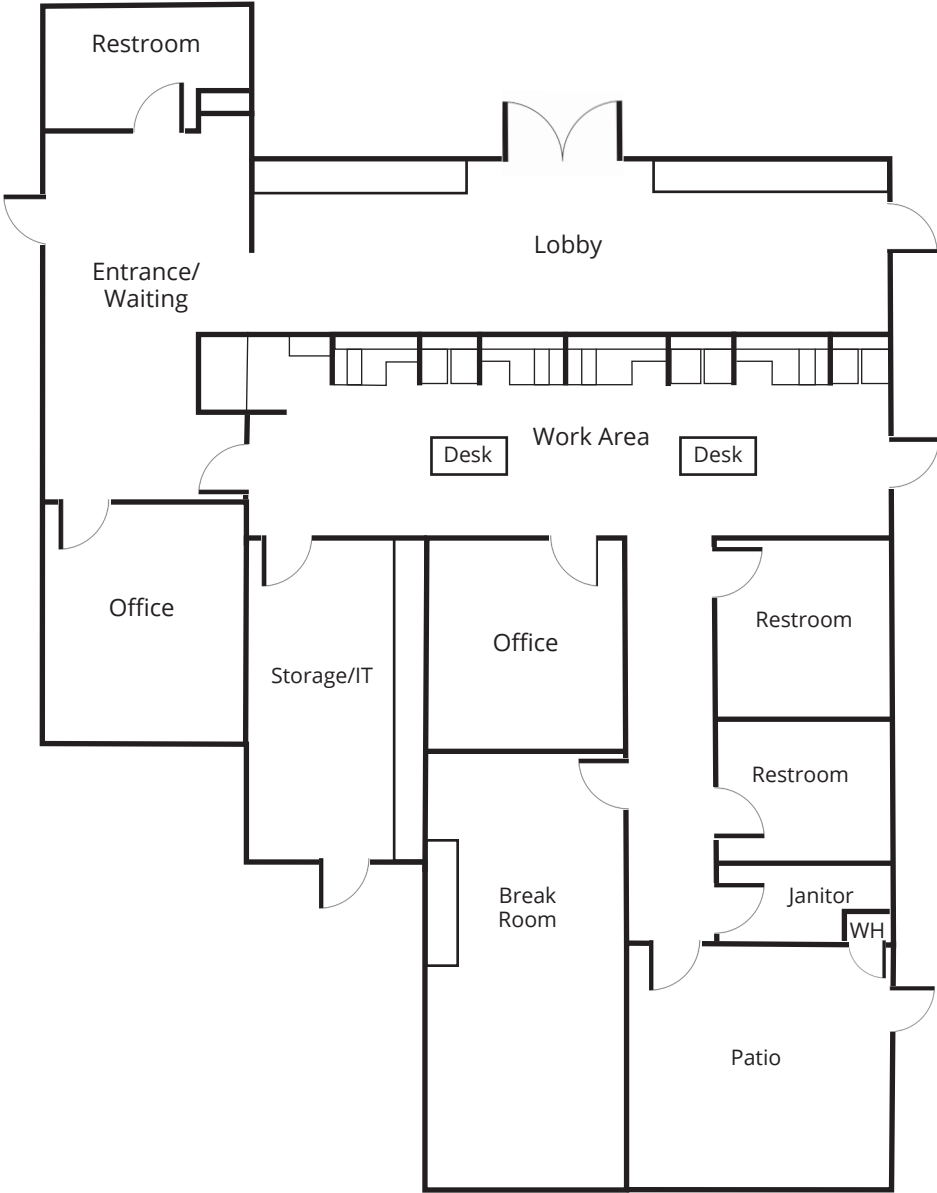 Restroom
Lobby
Entrance/
Waiting
Work Area
Desk
Desk
Office
Restroom
Office
Storage/IT
Restroom
Break
Room
Janitor
WH
Patio